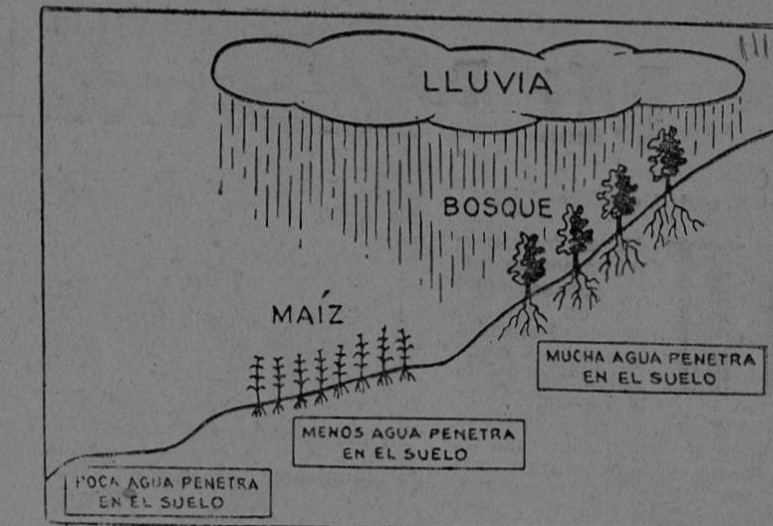 LLUVIA
BOSQUE
MAÍZ
MUCHA AGUA PENETRA
EN EL SUELO
MENOS AGUA PENETRA
EN EL SUELO
POCA AGUA PENETRA
EN EL SUELO